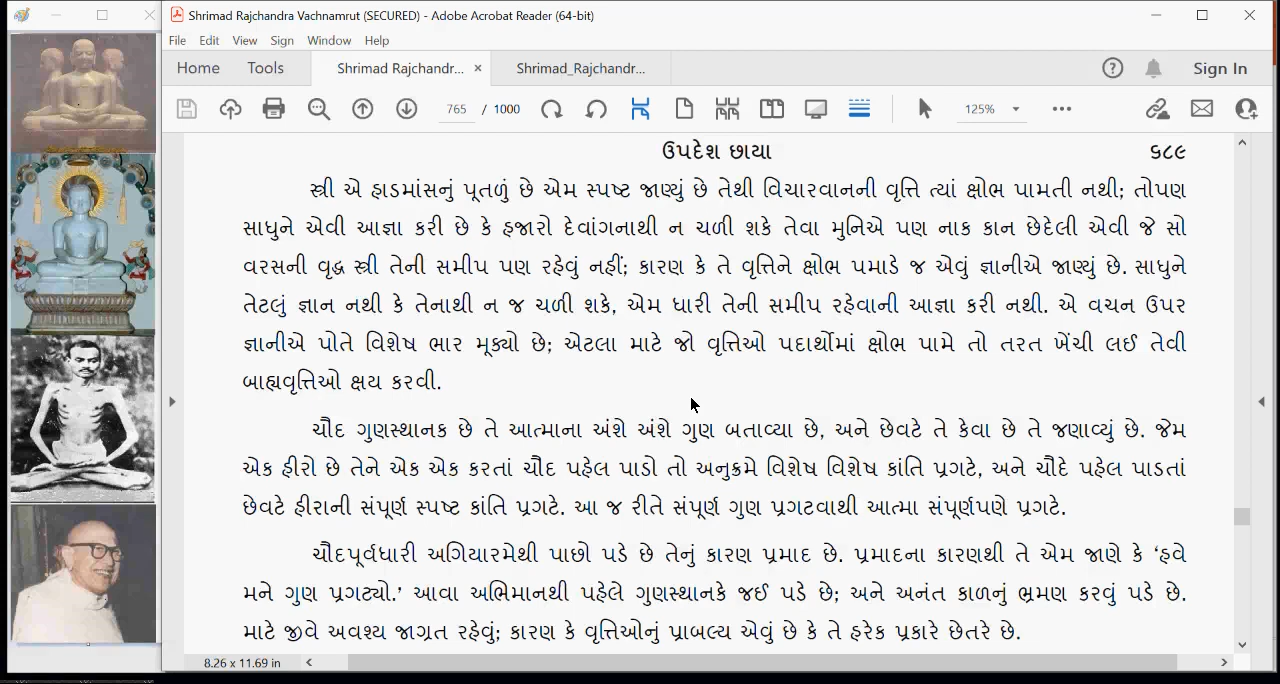 Shrimad Rajchandra Vachnamrut (SECURED) - Adobe Acrobat Reader (64-bit)
File Edit View Sign Window Help
Home Tools Shrimad Rajchandr... × Shrimad_Rajchandr... Sign In
765 / 1000 125%
ઉપદેશ છાયા ૬૮૯
સ્ત્રી એ હાડમાંસનું પૂતળું છે એમ સ્પષ્ટ જાણ્યું છે તેથી વિચારવાનની વૃત્તિ ત્યાં ક્ષોભ પામતી નથી; તોપણ
સાધુને એવી આજ્ઞા કરી છે કે હજારો દેવાંગનાથી ન ચળી શકે તેવા મુનિએ પણ નાક કાન છેદેલી એવી જે સો
વરસની વૃદ્ધ સ્ત્રી તેની સમીપ પણ રહેવું નહીં; કારણ કે તે વૃત્તિને ક્ષોભ પમાડે જ એવું જ્ઞાનીએ જાણ્યું છે. સાધુને
તેટલું જ્ઞાન નથી કે તેનાથી ન જ ચળી શકે, એમ ધારી તેની સમીપ રહેવાની આજ્ઞા કરી નથી. એ વચન ઉપર
જ્ઞાનીએ પોતે વિશેષ ભાર મૂક્યો છે; એટલા માટે જો વૃત્તિઓ પદાર્થોમાં ક્ષોભ પામે તો તરત ખેંચી લઈ તેવી
બાહ્યવૃત્તિઓ ક્ષય કરવી.
ચૌદ ગુણસ્થાનક છે તે આત્માના અંશે અંશે ગુણ બતાવ્યા છે, અને છેવટે તે કેવા છે તે જણાવ્યું છે. જેમ
એક હીરો છે તેને એક એક કરતાં ચૌદ પહેલ પાડો તો અનુક્રમે વિશેષ વિશેષ કાંતિ પ્રગટે, અને ચૌદે પહેલ પાડતાં
છેવટે હીરાની સંપૂર્ણ સ્પષ્ટ કાંતિ પ્રગટે. આ જ રીતે સંપૂર્ણ ગુણ પ્રગટવાથી આત્મા સંપૂર્ણપણે પ્રગટે.
ચૌદપૂર્વધારી અગિયારમેથી પાછો પડે છે તેનું કારણ પ્રમાદ છે. પ્રમાદના કારણથી તે એમ જાણે કે ‘હવે
મને ગુણ પ્રગટ્યો.’ આવા અભિમાનથી પહેલે ગુણસ્થાનકે જઈ પડે છે; અને અનંત કાળનું ભ્રમણ કરવું પડે છે.
માટે જીવે અવશ્ય જાગ્રત રહેવું; કારણ કે વૃત્તિઓનું પ્રાબલ્ય એવું છે કે તે હરેક પ્રકારે છેતરે છે.
8.26 x 11.69 in